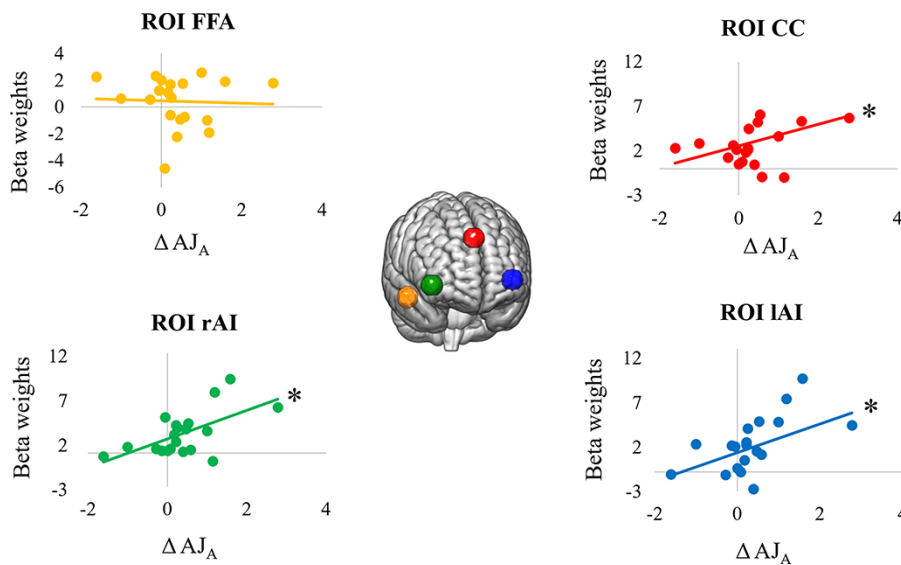 ROI FFA
Beta weights
4
2
0
-2
-4
-6
-2 0 2 4
Δ AJA
ROI CC
Beta weights
12
7
2
-3
*
-2 0 2 4
Δ AJA
ROI rAI
Beta weights
12
7
2
-3
*
-2 0 2 4
Δ AJA
ROI lAI
Beta weights
12
7
2
-3
*
-2 0 2 4
Δ AJA